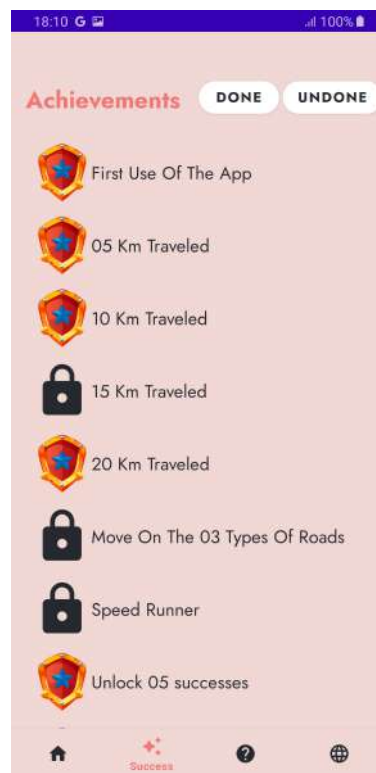 18:10 G 100%
Achievements DONE UNDONE
First Use Of The App
05 Km Traveled
10 Km Traveled
15 Km Traveled
20 Km Traveled
Move On The 03 Types Of Roads
Speed Runner
Unlock 05 successes
Success